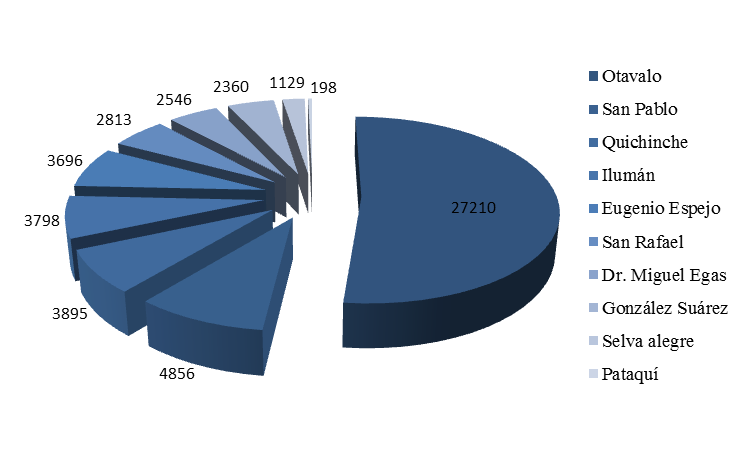 2360
1129
198
2546
2813
3696
3798
3895
4856
27210
Otavalo
San Pablo
Quichinche
Ilumán
Eugenio Espejo
San Rafael
Dr. Miguel Egas
González Suárez
Selva alegre
Pataquí